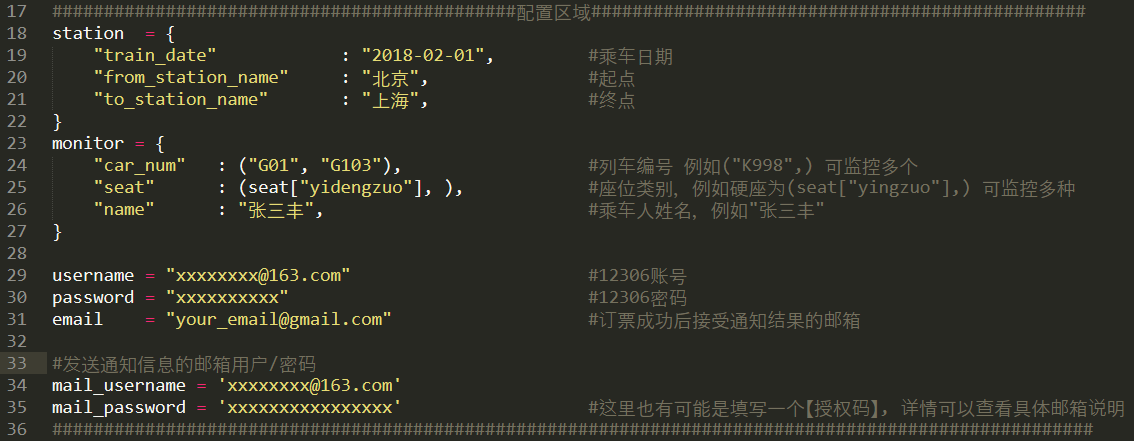 17 #############################################配置区域################################################
18 station  = {
19     "train_date"            : "2018-02-01",         #乘车日期
20     "from_station_name"     : "北京",               #起点
21     "to_station_name"       : "上海",               #终点
22 }
23 monitor = {
24     "car_num"   : ("G01", "G103"),                  #列车编号 例如("K998",) 可监控多个
25     "seat"      : (seat["yidengzuo"], ),            #座位类别, 例如硬座为(seat["yingzuo"],) 可监控多种
26     "name"      : "张三丰",                         #乘车人姓名, 例如"张三丰"
27 }
28
29 username = "xxxxxxxx@163.com"                       #12306账号
30 password = "xxxxxxxxxx"                             #12306密码
31 email    = "your_email@gmail.com"                   #订票成功后接受通知结果的邮箱
32
33 #发送通知信息的邮箱用户/密码
34 mail_username = 'xxxxxxxx@163.com'
35 mail_password = 'xxxxxxxxxxxxxxxx'                  #这里也有可能是填写一个【授权码】, 详情可以查看具体邮箱说明
36 #####################################################################################################